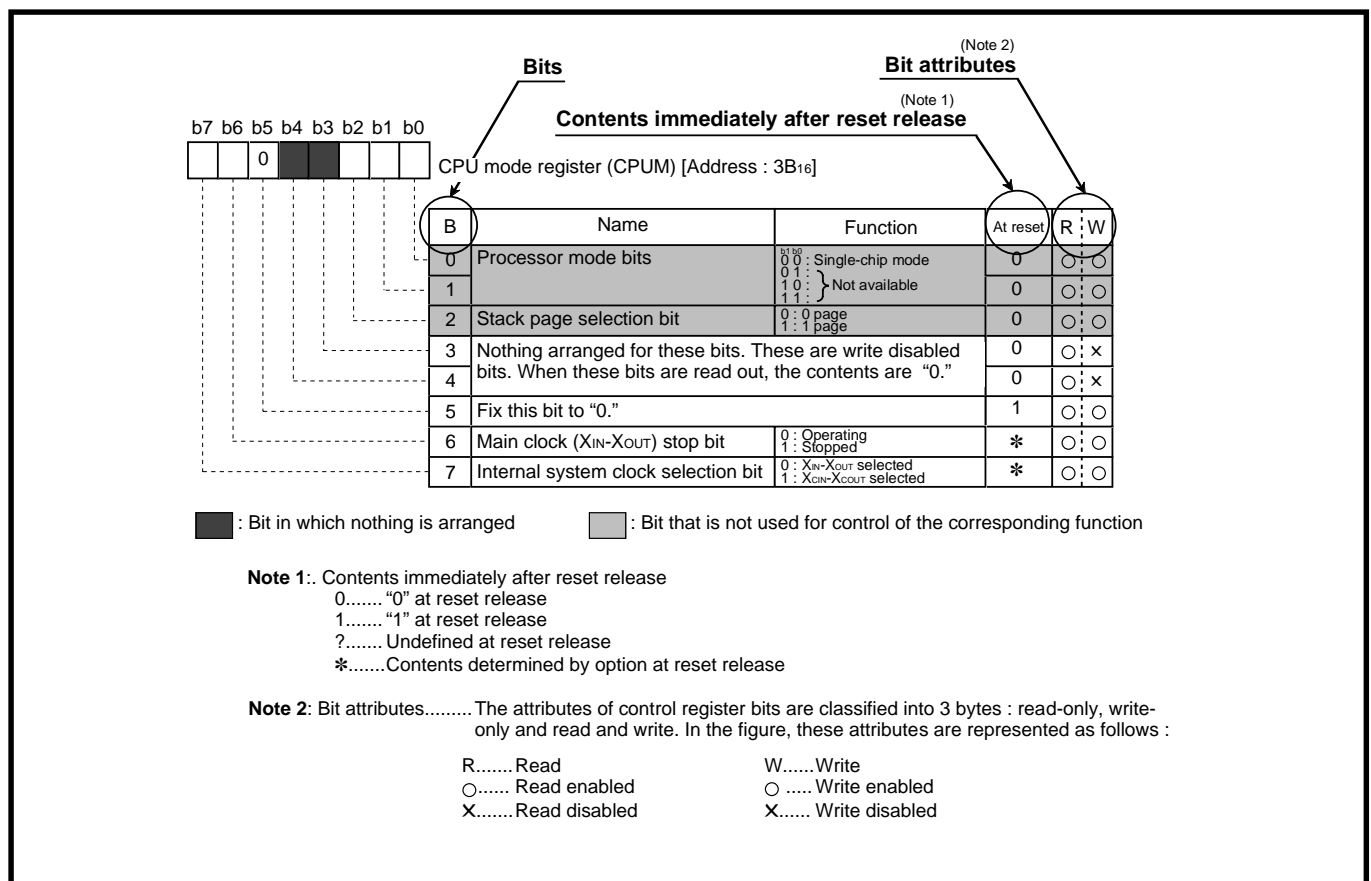 (Note 2)
Bits
Bit attributes
(Note 1)
Contents immediately after reset release
b7 b6 b5 b4 b3 b2 b1 b0
0
CPU mode register (CPUM) [Address : 3B16]
B Name Function At reset R W
0 Processor mode bits b1 b0 0 0 : Single-chip mode 0 ○ ○
0 1 :
1 1 0 : } Not available 0 ○ ○
1 1 :
2 Stack page selection bit 0 : 0 page 0 ○ ○
1 : 1 page
3 Nothing arranged for these bits. These are write disabled 0 ○ ×
4 bits. When these bits are read out, the contents are “0.” 0 ○ ×
5 Fix this bit to “0.” 1 ○ ○
6 Main clock (XIN-XOUT) stop bit 0 : Operating ✻ ○ ○
1 : Stopped
7 Internal system clock selection bit 0 : XIN-XOUT selected ✻ ○ ○
1 : XCIN-XCOUT selected
: Bit in which nothing is arranged : Bit that is not used for control of the corresponding function
Note 1:. Contents immediately after reset release
0....... “0” at reset release
1....... “1” at reset release
?....... Undefined at reset release
✻.......Contents determined by option at reset release
Note 2: Bit attributes......... The attributes of control register bits are classified into 3 bytes : read-only, write-
only and read and write. In the figure, these attributes are represented as follows :
R.......Read W......Write
○...... Read enabled ○ ..... Write enabled
×.......Read disabled ×...... Write disabled